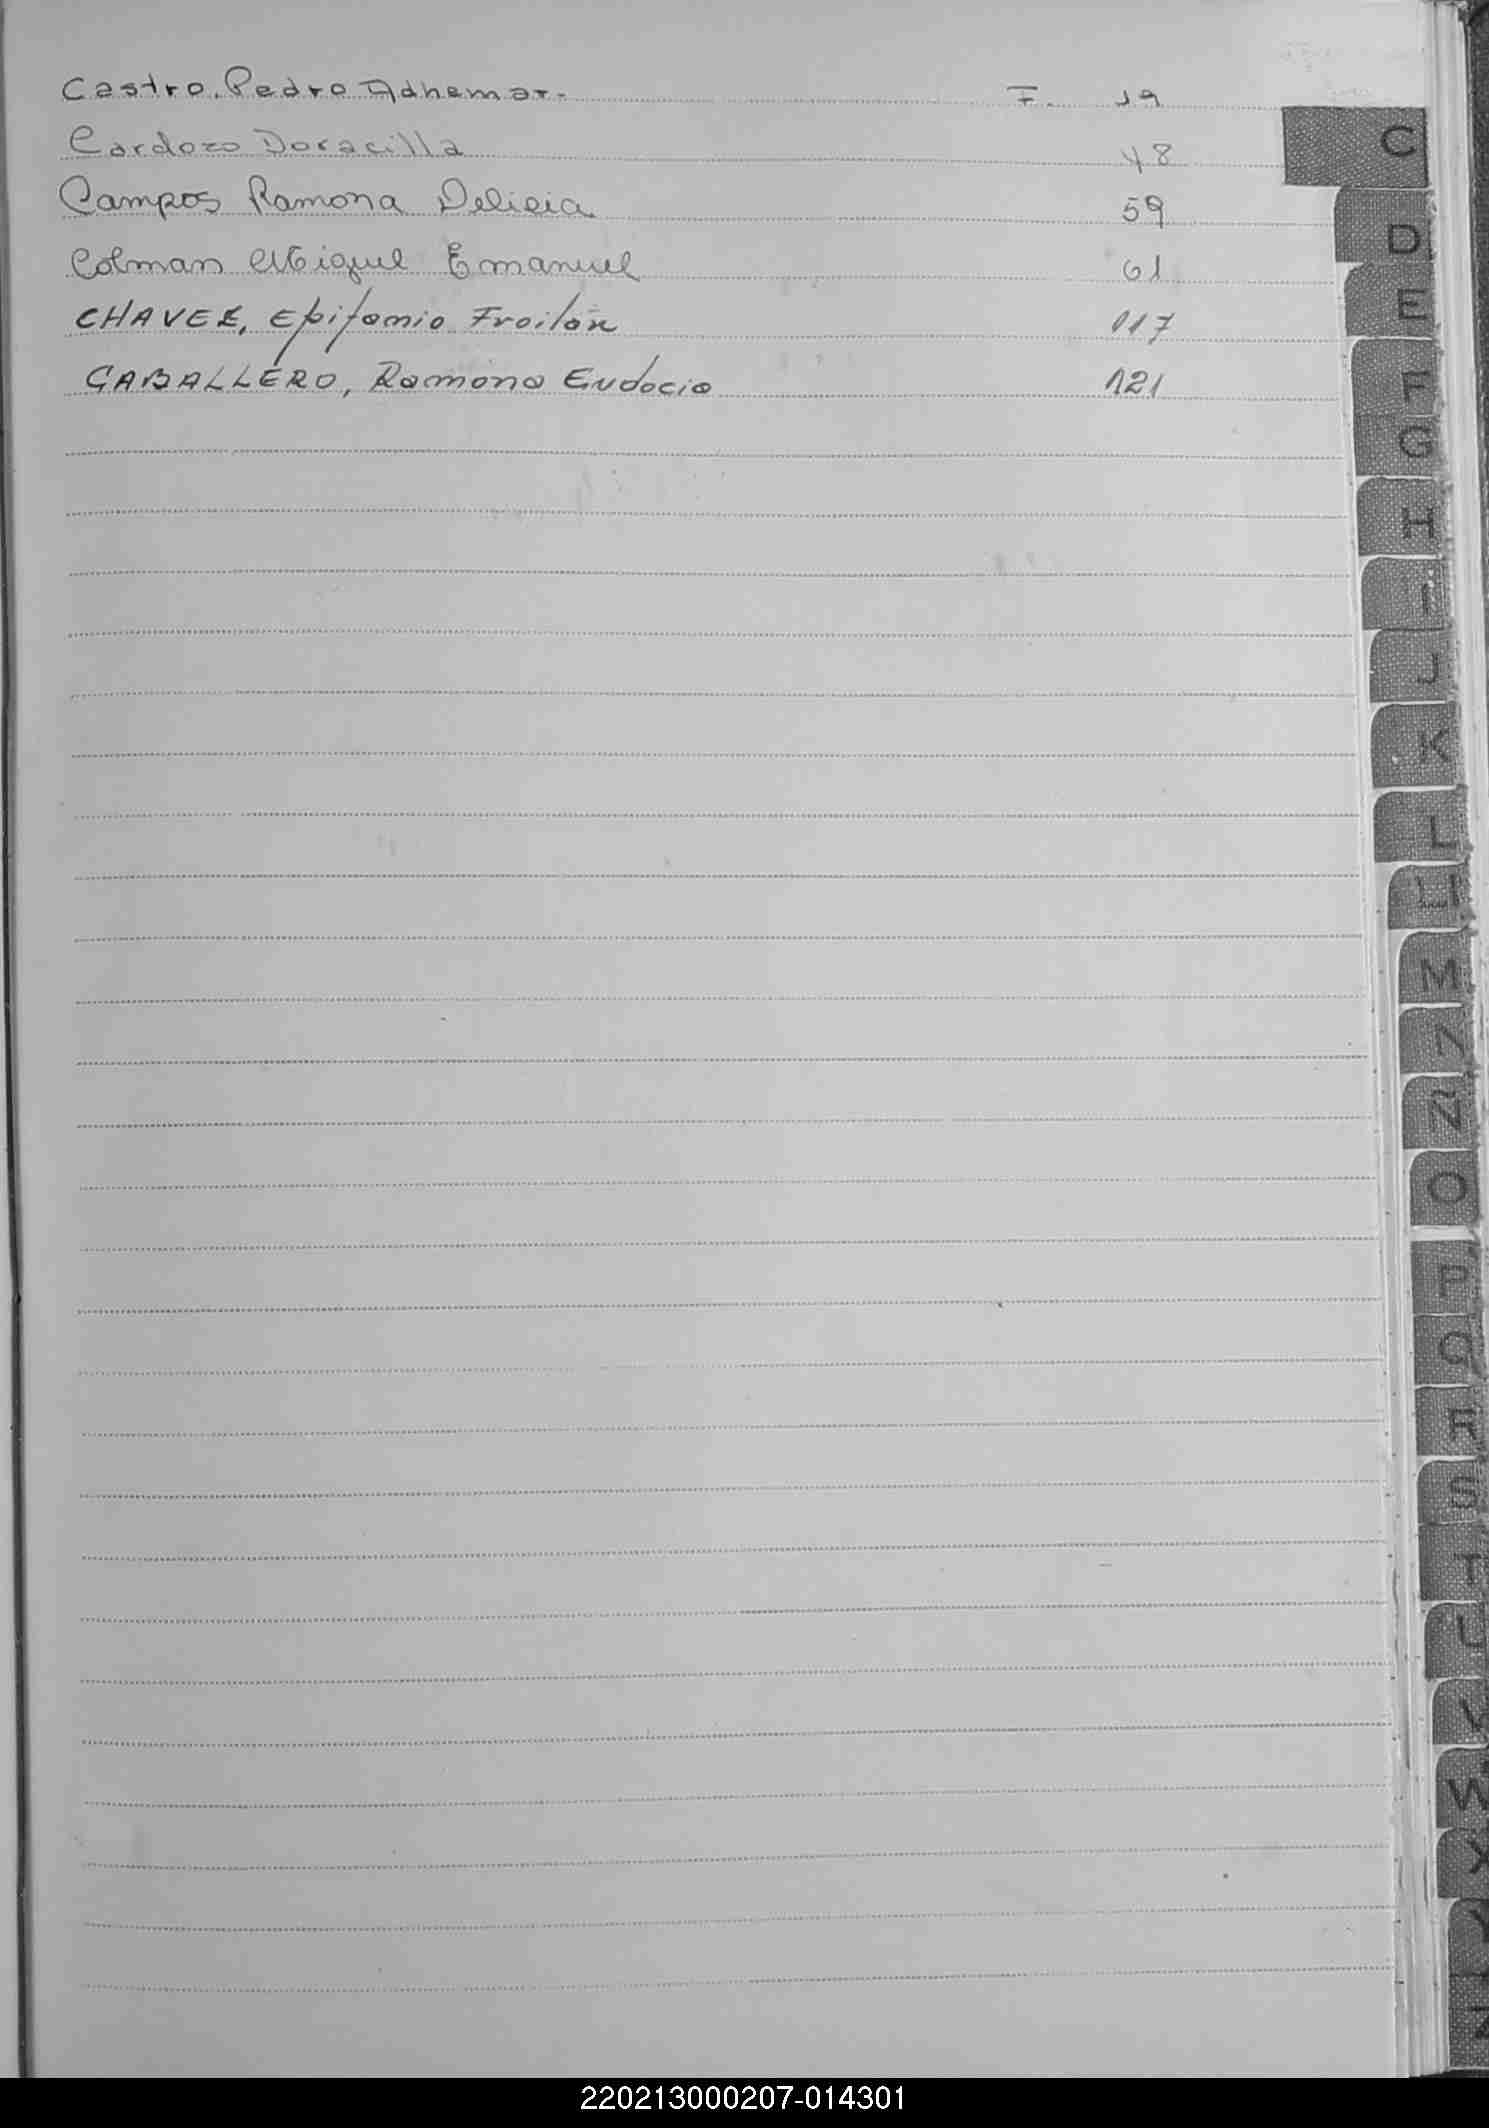 Castro, Pedro Adhemar.- F. 19
Cardozo Doracilla 48
Campos Ramona Delicia 59
Colman Miguel Emanuel 61
CHAVEZ, Epifanio Froilán 117
CABALLERO, Ramona Eudocia 121
C
D
E
F
G
H
I
J
K
L
LL
M
N
Ñ
O
P
Q
R
S
T
U
V
W
X
Y
Z
220213000207-014301